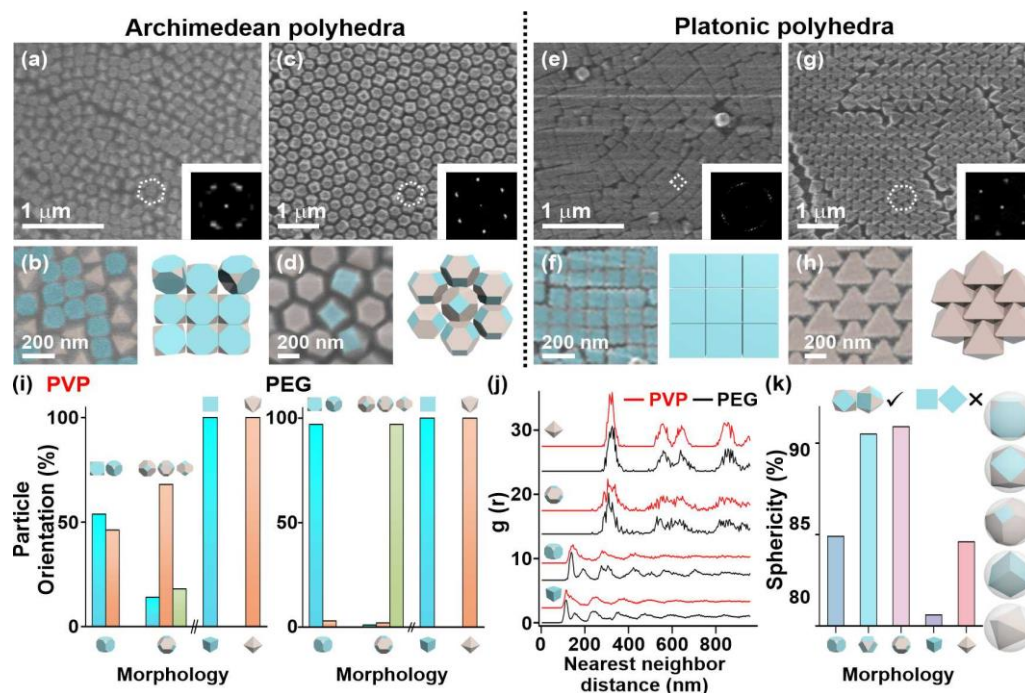 Archimedean polyhedra
Platonic polyhedra
(a)
1 μm
(c)
1 μm
(e)
1 μm
(g)
1 μm
(b)
200 nm
(d)
200 nm
(f)
200 nm
(h)
200 nm
(i) PVP
PEG
100
50
0
Particle
Orientation (%)
Morphology
100
50
0
Morphology
(j)
PVP
PEG
30
20
10
0
g (r)
0 200 400 600 800
Nearest neighbor
distance (nm)
(k)
90
85
80
Sphericity (%)
Morphology